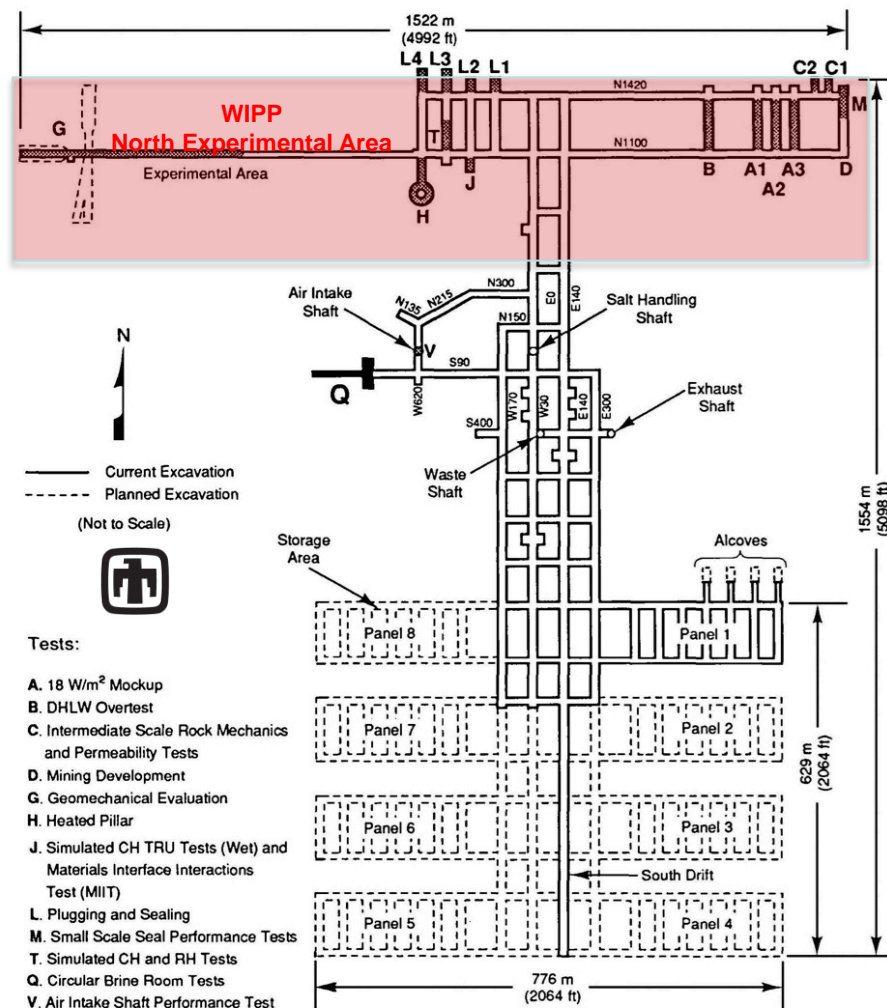 1522 m
(4992 ft)
L4 L3 L2 L1
C2 C1
N1420
M
WIPP
North Experimental Area
G
T
N1100
Experimental Area
H
J
B
A1
A2
A3
D
Air Intake
Shaft
N135
N215
N300
N150
E0
E140
Salt Handling
Shaft
N
V
S90
Q
W620
S400
W170
W30
E140
E300
Exhaust
Shaft
Waste
Shaft
Current Excavation
Planned Excavation
(Not to Scale)
1554 m
(5098 ft)
Storage
Area
Alcoves
Panel 8
Panel 1
Panel 7
Panel 2
Panel 6
Panel 3
South Drift
Panel 5
Panel 4
629 m
(2064 ft)
776 m
(2064 ft)
Tests:
A. 18 W/m² Mockup
B. DHLW Overtest
C. Intermediate Scale Rock Mechanics
and Permeability Tests
D. Mining Development
G. Geomechanical Evaluation
H. Heated Pillar
J. Simulated CH TRU Tests (Wet) and
Materials Interface Interactions
Test (MIIT)
L. Plugging and Sealing
M. Small Scale Seal Performance Tests
T. Simulated CH and RH Tests
Q. Circular Brine Room Tests
V. Air Intake Shaft Performance Test